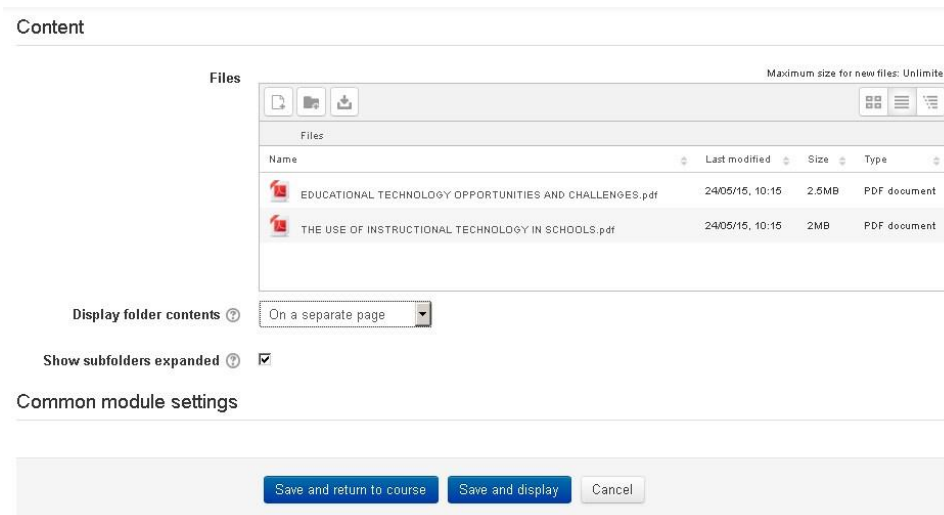 Content
Files
Maximum size for new files: Unlimite
Files
Name Last modified Size Type
EDUCATIONAL TECHNOLOGY OPPORTUNITIES AND CHALLENGES.pdf 24/05/15, 10:15 2.5MB PDF document
THE USE OF INSTRUCTIONAL TECHNOLOGY IN SCHOOLS.pdf 24/05/15, 10:15 2MB PDF document
Display folder contents On a separate page
Show subfolders expanded
Common module settings
Save and return to course Save and display Cancel